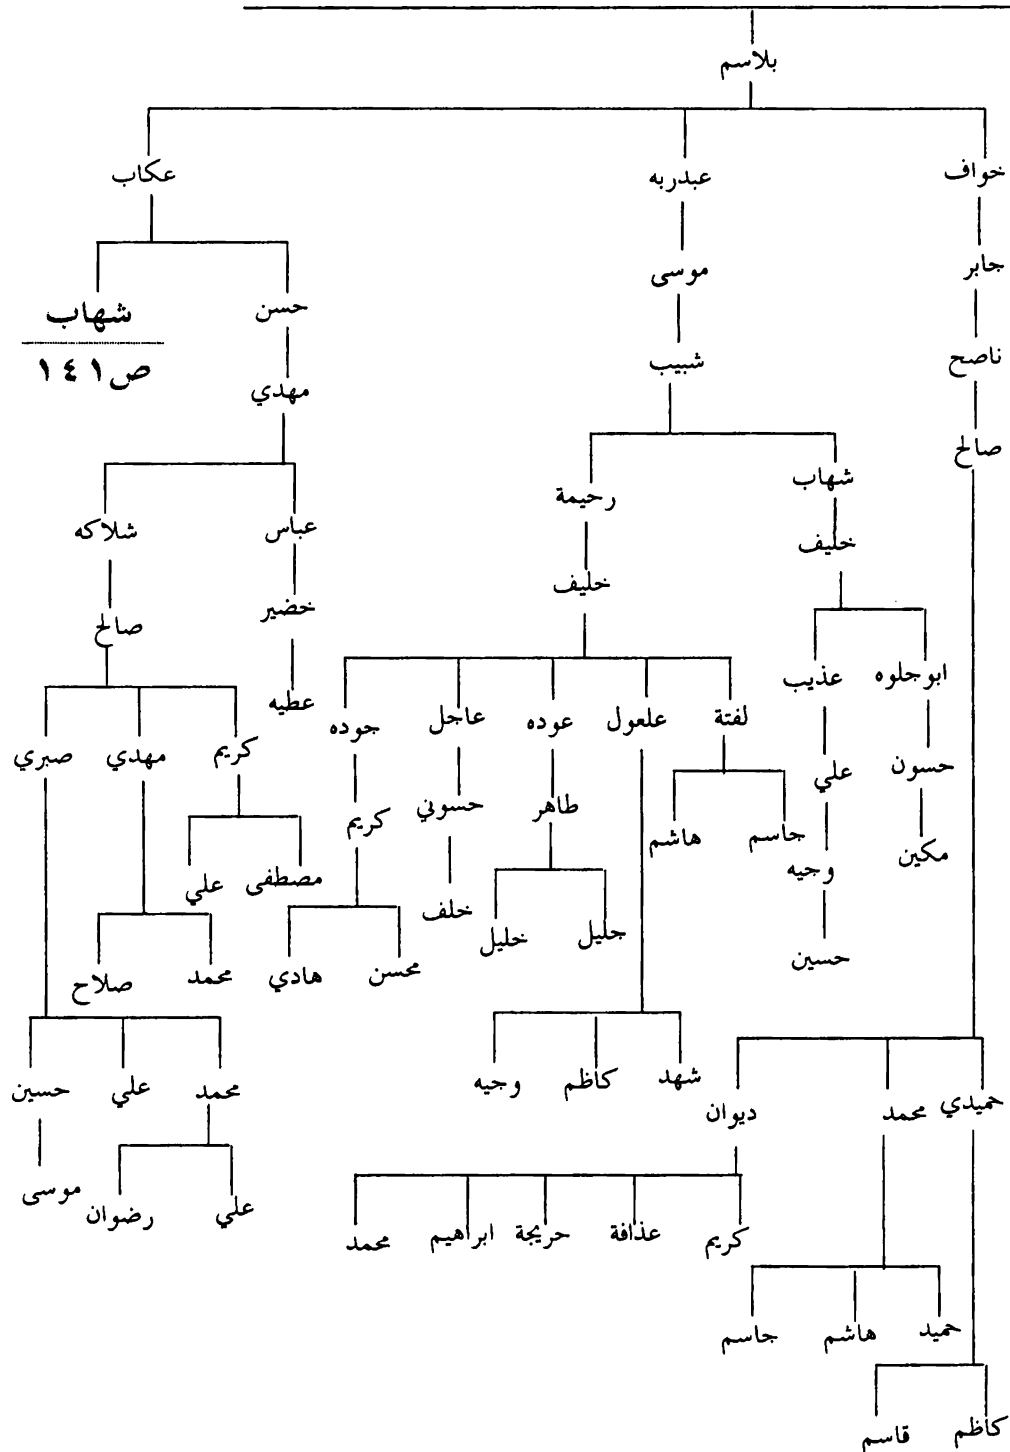 بلاسم
خواف عبدربه عكاب
جابر موسى حسن شهاب
ناصح شبيب مهدي ص١٤١
صالح شهاب رحيمة عباس شلاكه
خليف خليف خضير صالح
ابوجلوه عذيب لفتة علعول عوده عاجل جوده عطيه كريم مهدي صبري
حسون علي جاسم هاشم طاهر حسوني كريم مصطفى علي
مكين وجيه جليل خليل خلف محسن هادي محمد صلاح
حسين
حميدي محمد ديوان شهد كاظم وجيه محمد علي حسين
كريم عذافة حريجة ابراهيم محمد علي رضوان موسى
حميد هاشم جاسم
كاظم قاسم